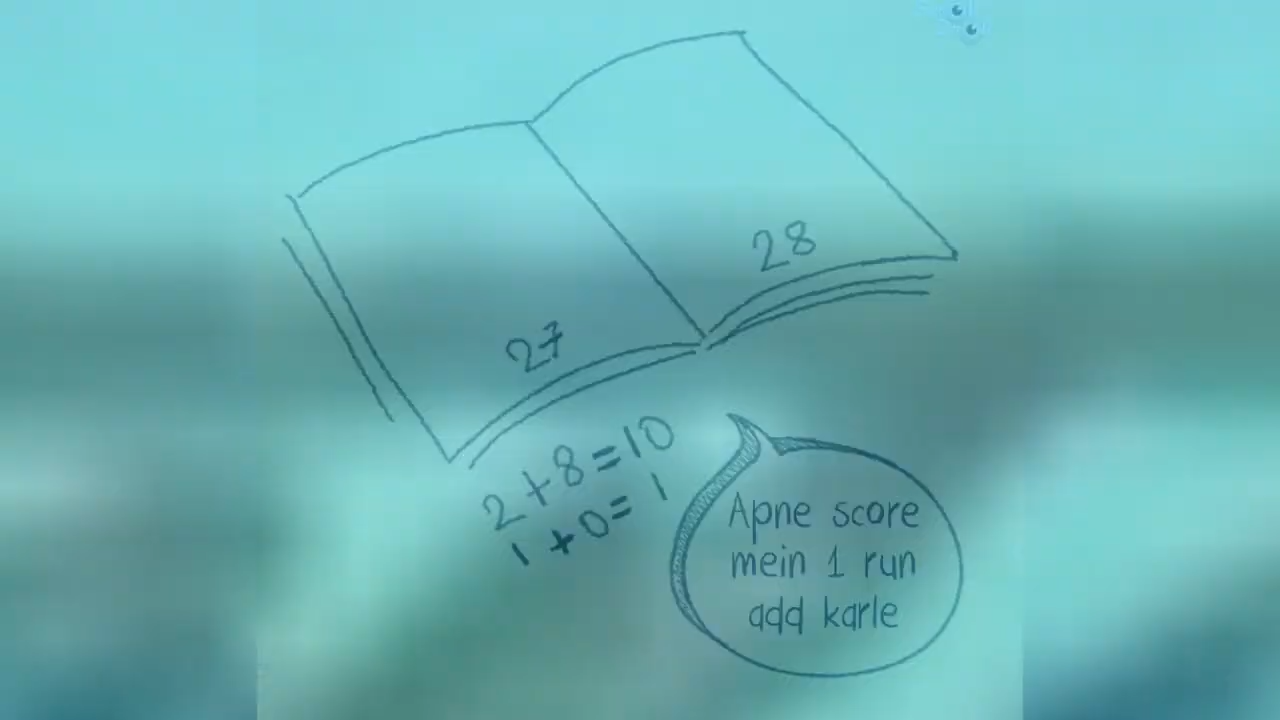 28
27
2+8=10
1+0=1
Apne score
mein 1 run
add karle